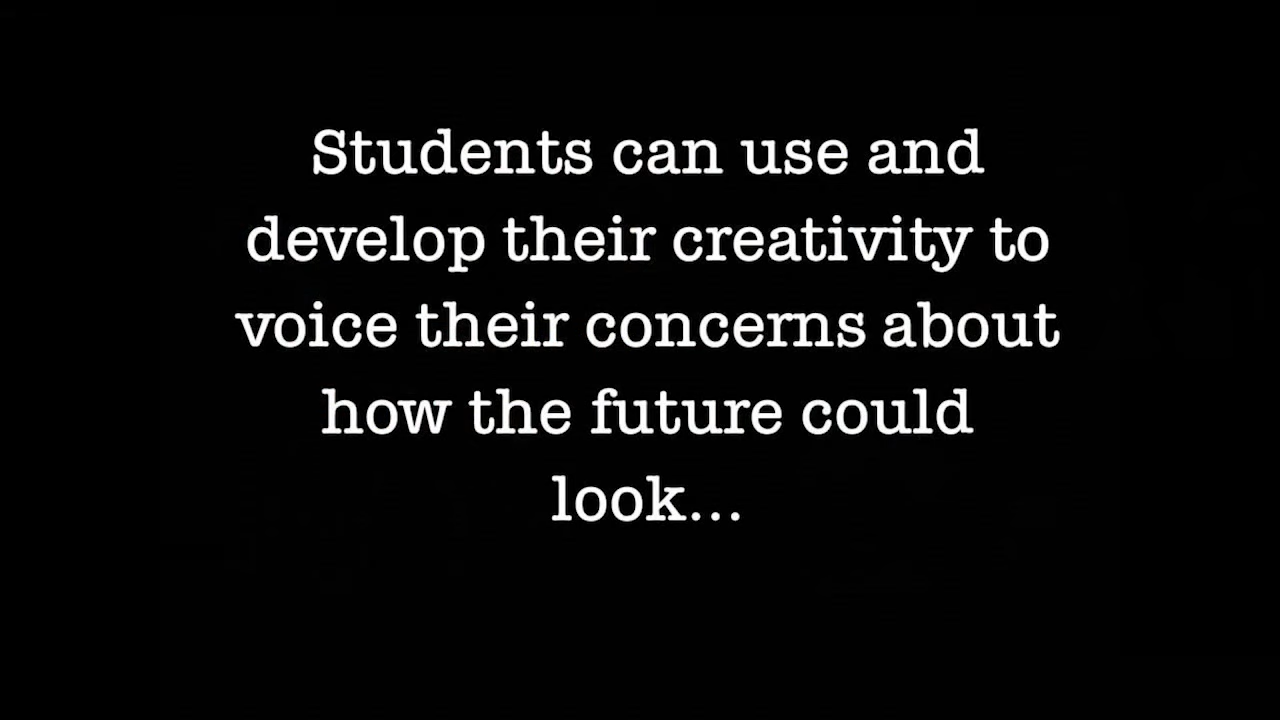 Students can use and
develop their creativity to
voice their concerns about
how the future could
look...